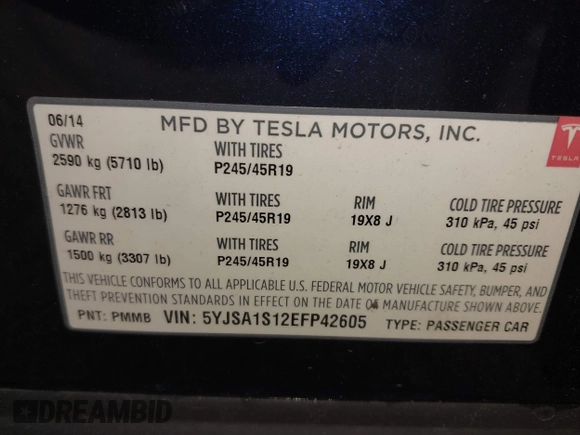 06/14 MFD BY TESLA MOTORS, INC.
TESLA
GVWR WITH TIRES
2590 kg (5710 lb) P245/45R19
GAWR FRT WITH TIRES RIM COLD TIRE PRESSURE
1276 kg (2813 lb) P245/45R19 19X8 J 310 kPa, 45 psi
GAWR RR WITH TIRES RIM COLD TIRE PRESSURE
1500 kg (3307 lb) P245/45R19 19X8 J 310 kPa, 45 psi
THIS VEHICLE CONFORMS TO ALL APPLICABLE U.S. FEDERAL MOTOR VEHICLE SAFETY, BUMPER, AND
THEFT PREVENTION STANDARDS IN EFFECT ON THE DATE OF MANUFACTURE SHOWN ABOVE.
PNT: PMMB VIN: 5YJSA1S12EFP42605 TYPE: PASSENGER CAR
DREAMBID